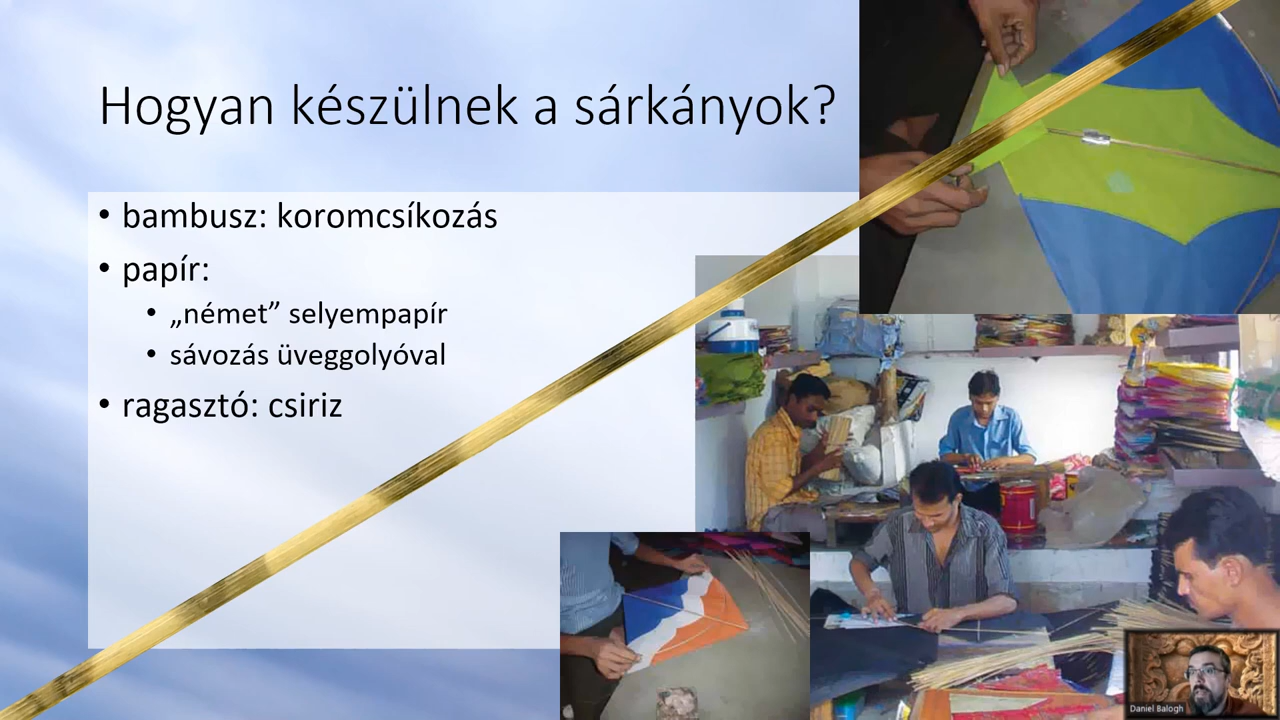 Hogyan készülnek a sárkányok?
• bambusz: koromcsíkozás
• papír:
• „német” selyempapír
• sávozás üveggolyóval
• ragasztó: csiriz
Daniel Balogh